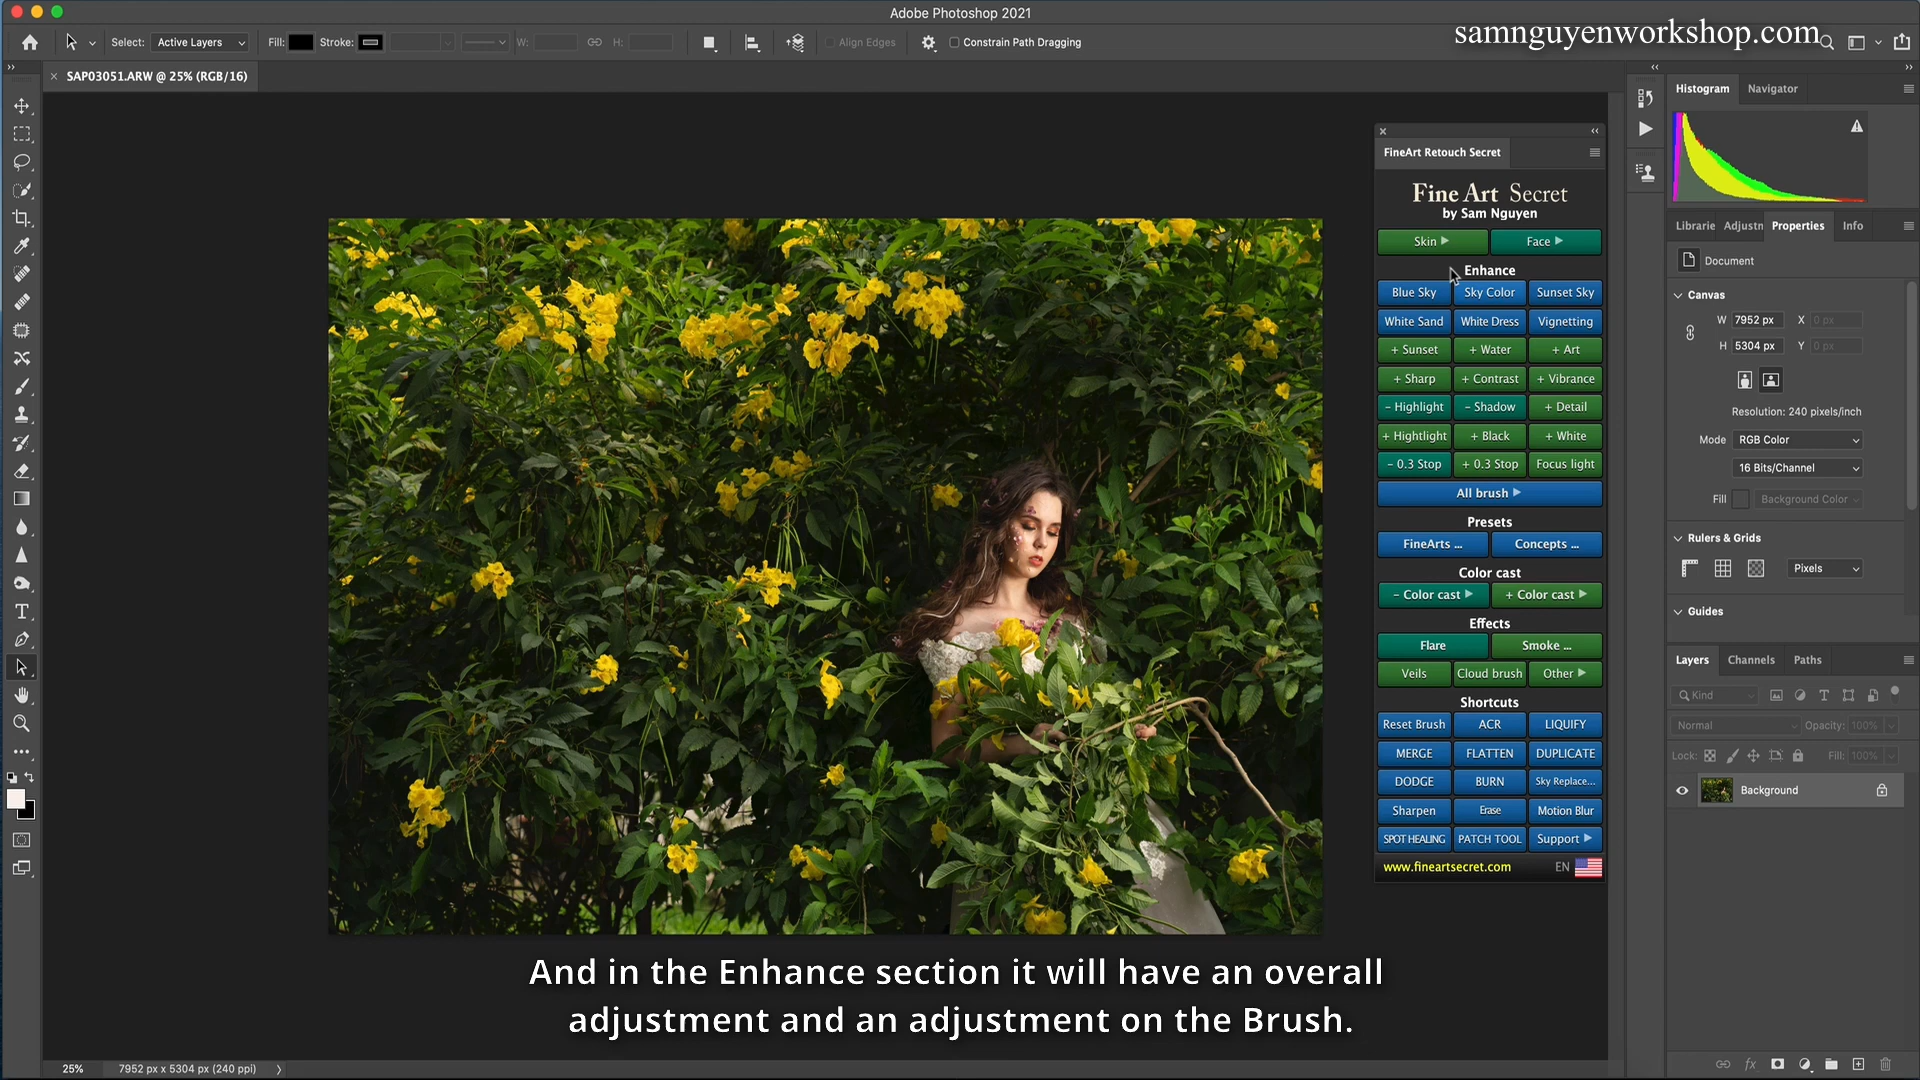 Adobe Photoshop 2021
samnguyenworkshop.com
Select: Active Layers Fill: Stroke: W: H: Align Edges Constrain Path Dragging
SAP03051.ARW @ 25% (RGB/16)
FineArt Retouch Secret
Fine Art Secret
by Sam Nguyen
Skin Face
Enhance
Blue Sky Sky Color Sunset Sky
White Sand White Dress Vignetting
+ Sunset + Water + Art
+ Sharp + Contrast + Vibrance
- Highlight - Shadow + Detail
+ Hightlight + Black + White
- 0.3 Stop + 0.3 Stop Focus light
All brush
Presets
FineArts ... Concepts ...
Color cast
- Color cast + Color cast
Effects
Flare Smoke ...
Veils Cloud brush Other
Shortcuts
Reset Brush ACR LIQUIFY
MERGE FLATTEN DUPLICATE
DODGE BURN Sky Replace...
Sharpen Erase Motion Blur
SPOT HEALING PATCH TOOL Support
www.fineartsecret.com EN
Histogram Navigator
Librarie Adjustn Properties Info
Document
Canvas
W 7952 px X 0 px
H 5304 px Y 0 px
Resolution: 240 pixels/inch
Mode RGB Color
16 Bits/Channel
Fill Background Color
Rulers & Grids
Pixels
Guides
Layers Channels Paths
Kind
Normal Opacity: 100%
Lock: Fill: 100%
Background
fx
And in the Enhance section it will have an overall
adjustment and an adjustment on the Brush.
25% 7952 px x 5304 px (240 ppi)